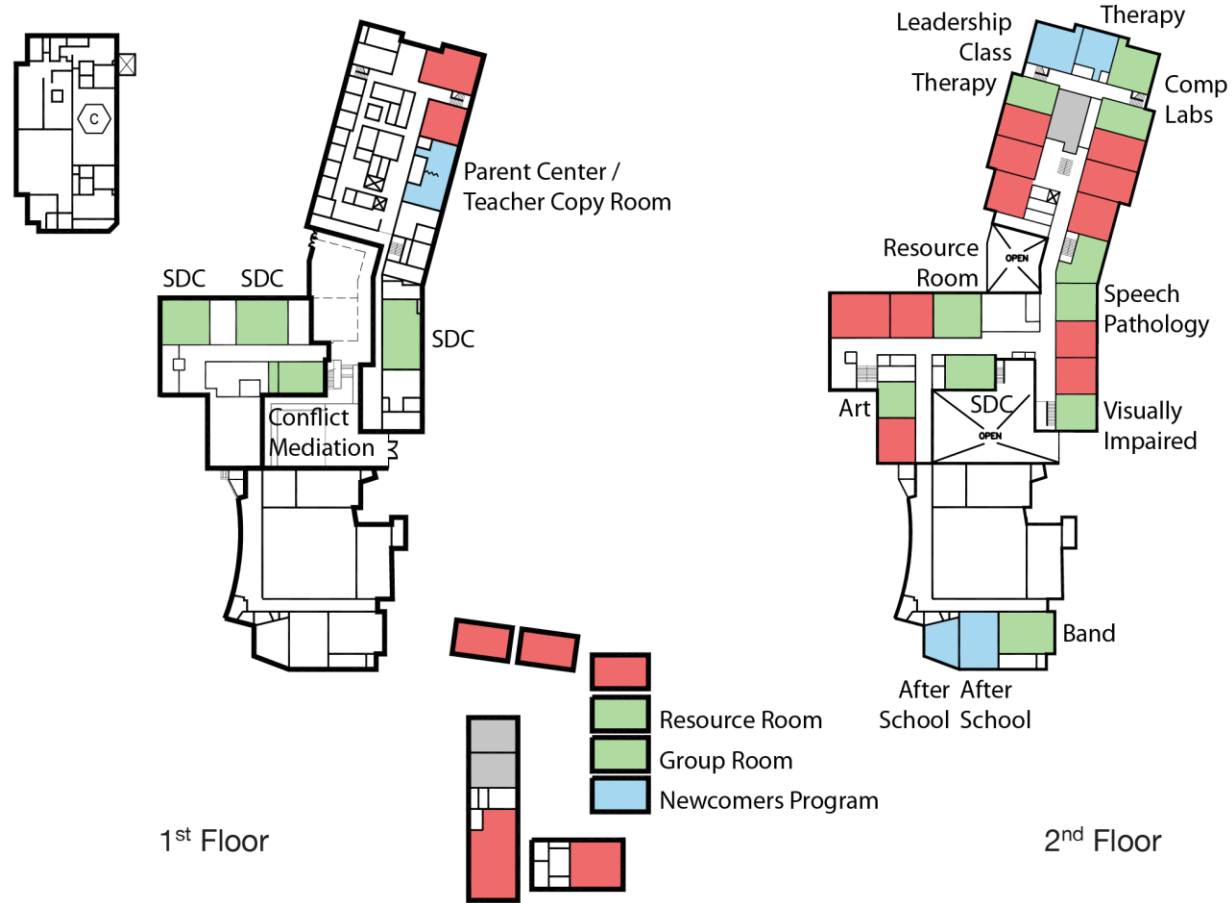 C
Parent Center /
Teacher Copy Room
SDC
SDC
SDC
Conflict
Mediation
Resource Room
Group Room
Newcomers Program
1st Floor
Leadership
Class
Therapy
Therapy
Comp
Labs
Resource
Room
OPEN
Speech
Pathology
Art
SDC
OPEN
Visually
Impaired
Band
After
School
After
School
2nd Floor